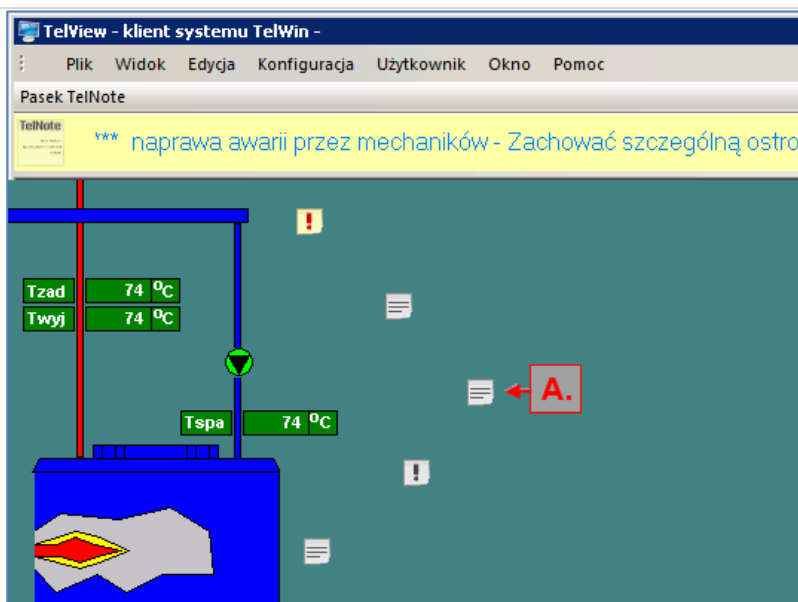 TelView - klient systemu TelWin -
Plik Widok Edycja Konfiguracja Użytkownik Okno Pomoc
Pasek TelNote
TelNote
*** naprawa awarii przez mechaników - Zachować szczególną ostro
!
Tzad 74 °C
Twyj 74 °C
A.
Tspa 74 °C
!